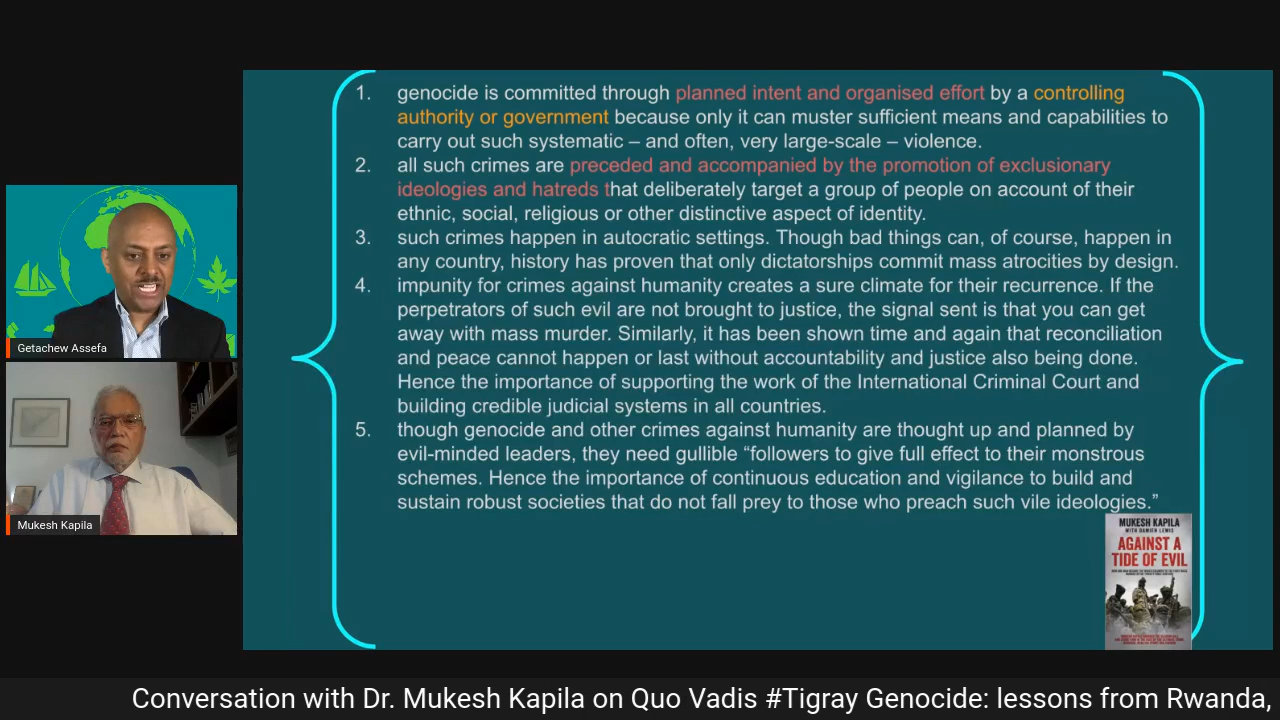 1. genocide is committed through planned intent and organised effort by a controlling
authority or government because only it can muster sufficient means and capabilities to
carry out such systematic – and often, very large-scale – violence.
2. all such crimes are preceded and accompanied by the promotion of exclusionary
ideologies and hatreds that deliberately target a group of people on account of their
ethnic, social, religious or other distinctive aspect of identity.
3. such crimes happen in autocratic settings. Though bad things can, of course, happen in
any country, history has proven that only dictatorships commit mass atrocities by design.
4. impunity for crimes against humanity creates a sure climate for their recurrence. If the
perpetrators of such evil are not brought to justice, the signal sent is that you can get
away with mass murder. Similarly, it has been shown time and again that reconciliation
and peace cannot happen or last without accountability and justice also being done.
Hence the importance of supporting the work of the International Criminal Court and
building credible judicial systems in all countries.
5. though genocide and other crimes against humanity are thought up and planned by
evil-minded leaders, they need gullible “followers to give full effect to their monstrous
schemes. Hence the importance of continuous education and vigilance to build and
sustain robust societies that do not fall prey to those who preach such vile ideologies.”
Getachew Assefa
Mukesh Kapila
MUKESH KAPILA
WITH DAMIEN LEWIS
AGAINST A
TIDE OF EVIL
Conversation with Dr. Mukesh Kapila on Quo Vadis #Tigray Genocide: lessons from Rwanda,